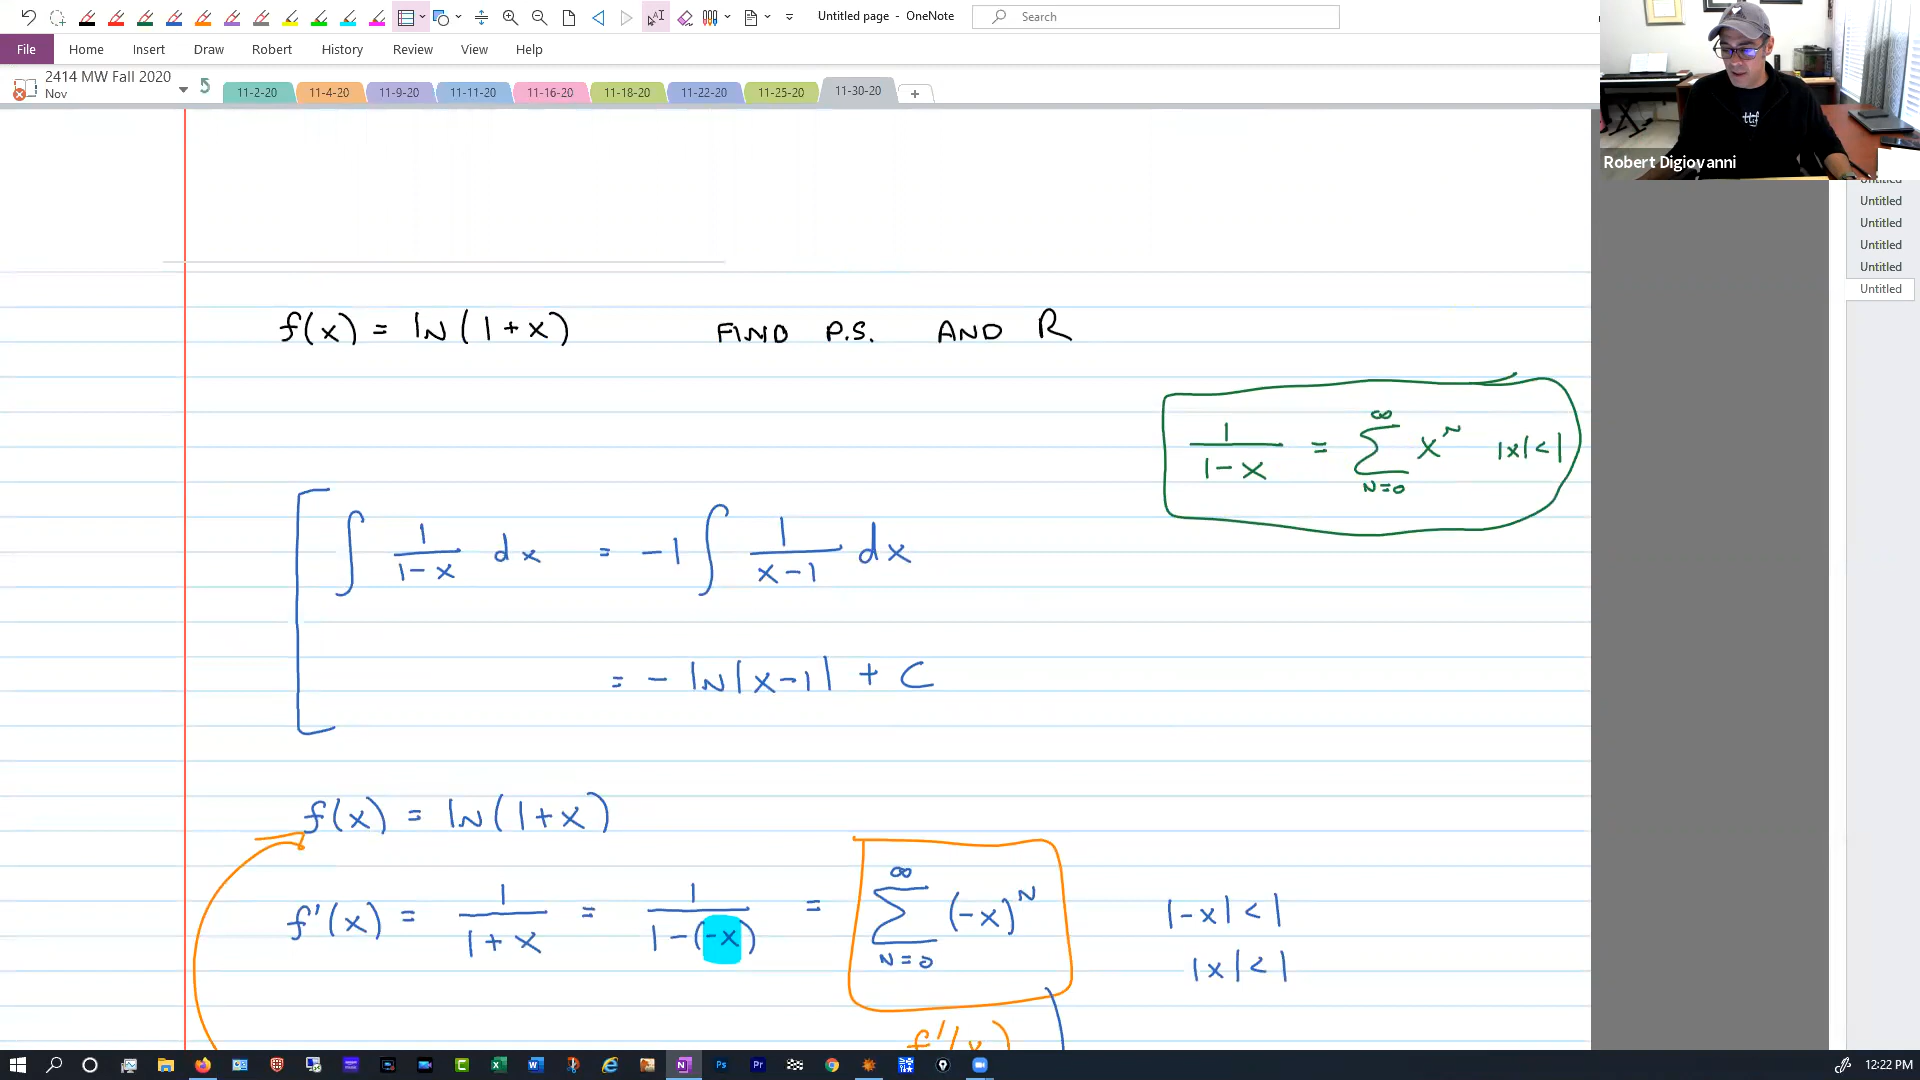 Untitled page - OneNote
Search
File Home Insert Draw Robert History Review View Help
2414 MW Fall 2020
Nov
11-2-20 11-4-20 11-9-20 11-11-20 11-16-20 11-18-20 11-22-20 11-25-20 11-30-20
Robert Digiovanni
Untitled
Untitled
Untitled
Untitled
Untitled
Untitled
f(x) = ln(1+x) FIND P.S. AND R
1/(1-x) = ∑_{N=0}^{∞} x^N |x|<1
∫ 1/(1-x) dx = -1 ∫ 1/(x-1) dx
= - ln|x-1| + C
f(x) = ln(1+x)
f'(x) = 1/(1+x) = 1/(1-(-x)) = ∑_{N=0}^{∞} (-x)^N |-x|<1
|x|<1
f'(x)
12:22 PM